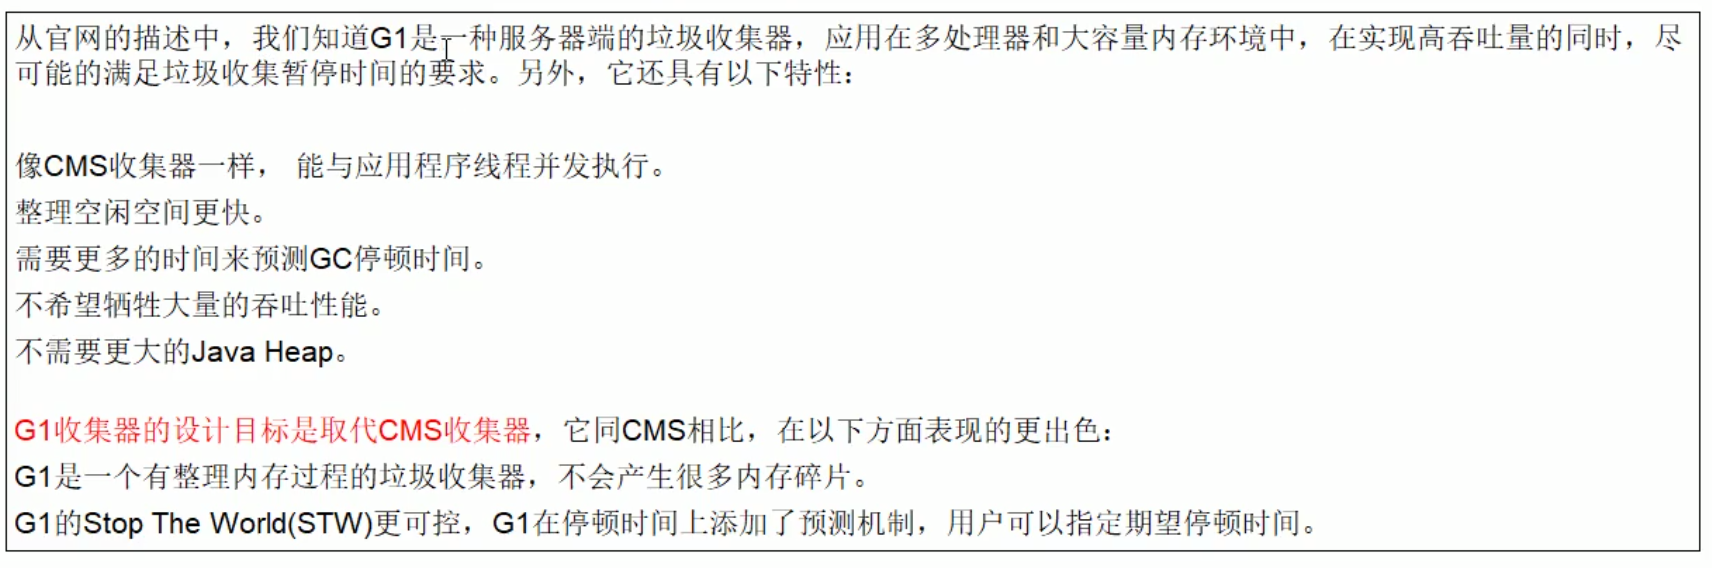 从官网的描述中，我们知道G1是一种服务器端的垃圾收集器，应用在多处理器和大容量内存环境中，在实现高吞吐量的同时，尽
可能的满足垃圾收集暂停时间的要求。另外，它还具有以下特性：
像CMS收集器一样， 能与应用程序线程并发执行。
整理空闲空间更快。
需要更多的时间来预测GC停顿时间。
不希望牺牲大量的吞吐性能。
不需要更大的Java Heap。
G1收集器的设计目标是取代CMS收集器，它同CMS相比，在以下方面表现的更出色：
G1是一个有整理内存过程的垃圾收集器，不会产生很多内存碎片。
G1的Stop The World(STW)更可控，G1在停顿时间上添加了预测机制，用户可以指定期望停顿时间。